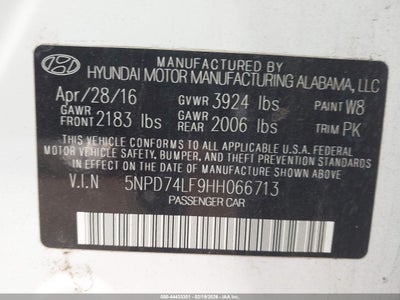 MANUFACTURED BY
HYUNDAI MOTOR MANUFACTURING ALABAMA, LLC
Apr/28/16 GVWR 3924 lbs PAINT W8
GAWR FRONT 2183 lbs GAWR REAR 2006 lbs TRIM PK
THIS VEHICLE CONFORMS TO ALL APPLICABLE U.S.A. FEDERAL
MOTOR VEHICLE SAFETY, BUMPER, AND THEFT PREVENTION STANDARDS
IN EFFECT ON THE DATE OF MANUFACTURE SHOWN ABOVE.
V.I.N 5NPD74LF9HH066713
PASSENGER CAR